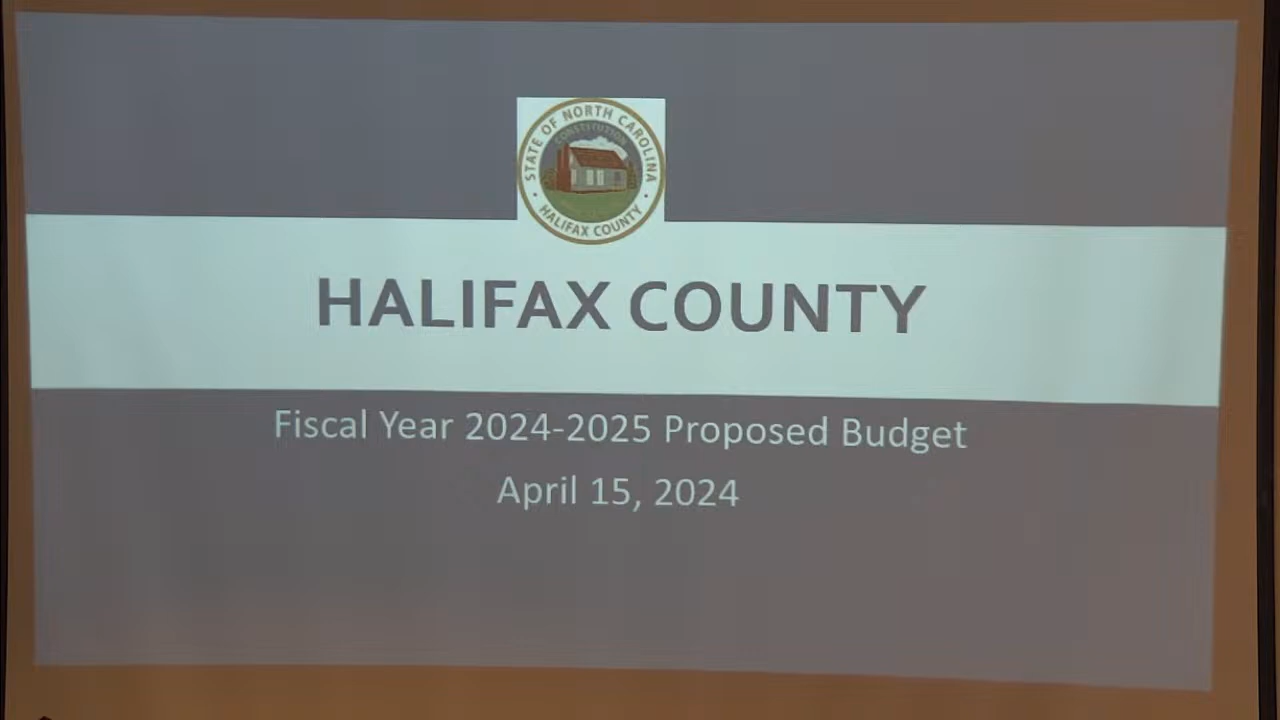 STATE OF NORTH CAROLINA
CONSTITUTION
HALIFAX COUNTY
HALIFAX COUNTY
Fiscal Year 2024-2025 Proposed Budget
April 15, 2024